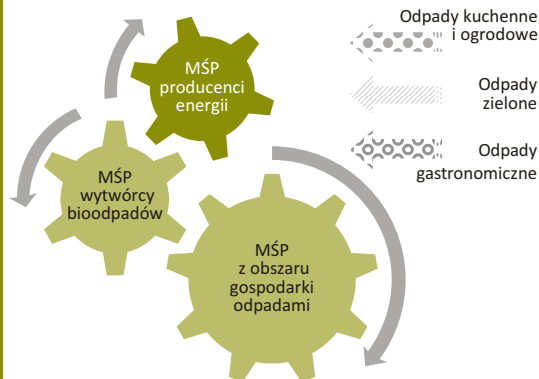 MŚP
producenci
energii
MŚP
wytwórcy
bioodpadów
MŚP
z obszaru
gospodarki
odpadami
Odpady kuchenne
i ogrodowe
Odpady
zielone
Odpady
gastronomiczne